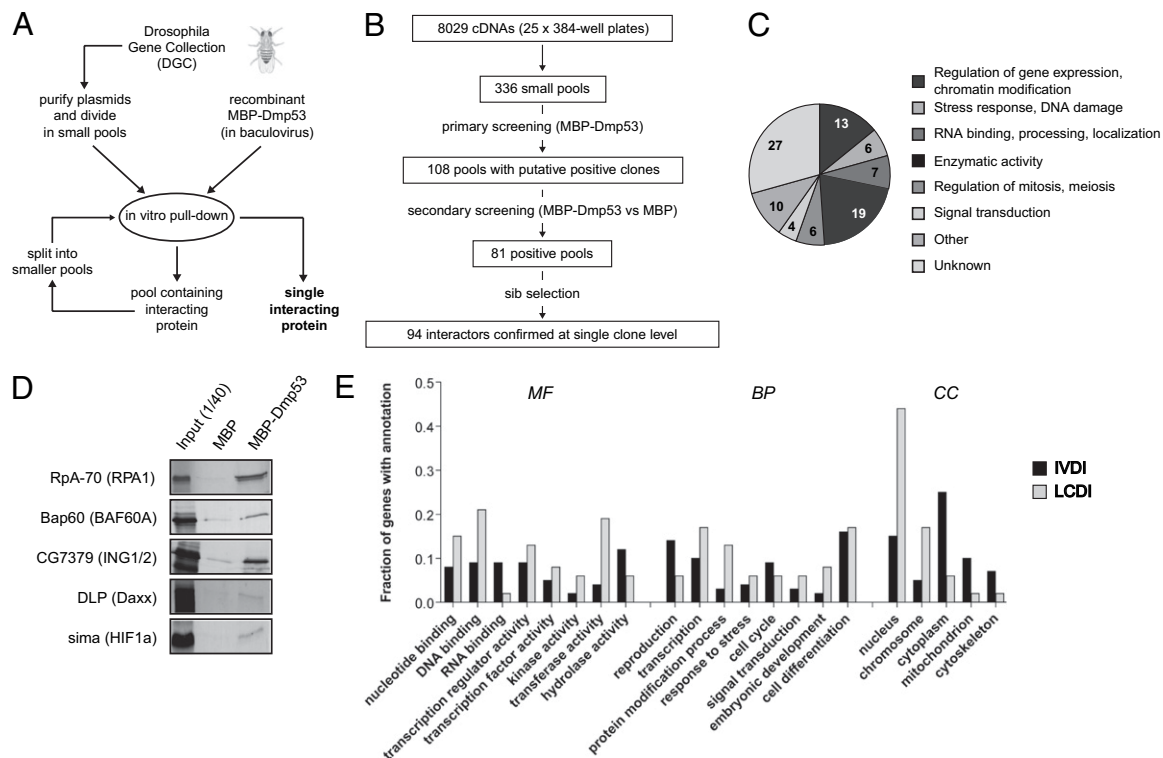 A
Drosophila
Gene Collection
(DGC)
purify plasmids
and divide
in small pools
recombinant
MBP-Dmp53
(in baculovirus)
in vitro pull-down
split into
smaller pools
pool containing
interacting
protein
single
interacting
protein
B
8029 cDNAs (25 x 384-well plates)
336 small pools
primary screening (MBP-Dmp53)
108 pools with putative positive clones
secondary screening (MBP-Dmp53 vs MBP)
81 positive pools
sib selection
94 interactors confirmed at single clone level
C
13
6
7
19
6
4
10
27
Regulation of gene expression,
chromatin modification
Stress response, DNA damage
RNA binding, processing, localization
Enzymatic activity
Regulation of mitosis, meiosis
Signal transduction
Other
Unknown
D
Input (1/40)
MBP
MBP-Dmp53
RpA-70 (RPA1)
Bap60 (BAF60A)
CG7379 (ING1/2)
DLP (Daxx)
sima (HIF1a)
E
Fraction of genes with annotation
0.5
0.4
0.3
0.2
0.1
0.0
MF
BP
CC
nucleotide binding
DNA binding
RNA binding
transcription regulator activity
transcription factor activity
kinase activity
transferase activity
hydrolase activity
reproduction
transcription
protein modification process
response to stress
cell cycle
signal transduction
embryonic development
cell differentiation
nucleus
chromosome
cytoplasm
mitochondrion
cytoskeleton
IVDI
LCDI